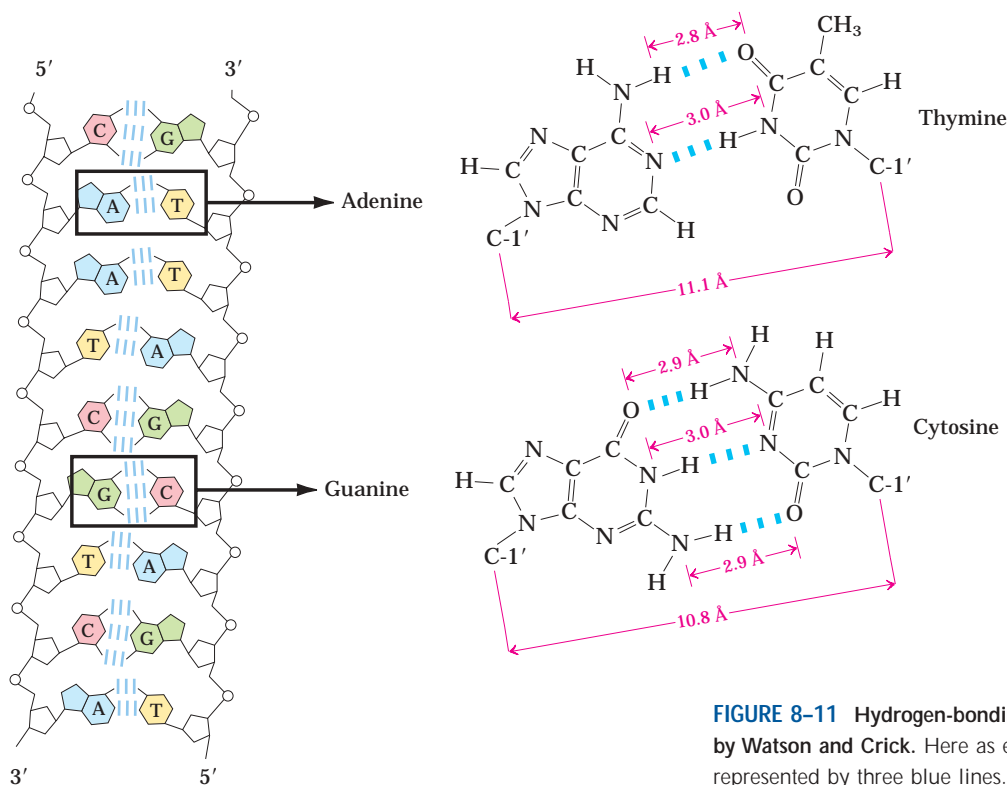 5′ 3′
C G
A T
A T
T A
C G
G C
T A
C G
A T
3′ 5′
Adenine
Guanine
2.8 Å
H
N
H
O
CH₃
C
C
C
H
3.0 Å
N
C
C
N
H
N
N
C
O
C-1′
Thymine
H
C
N
C
N
C
H
C-1′
11.1 Å
2.9 Å
H
O
H
N
H
C
C
C
H
3.0 Å
N
C
C
N
H
N
N
C
O
C-1′
Cytosine
H
C
N
C
N
C
N
H
H
C-1′
2.9 Å
10.8 Å
FIGURE 8–11 Hydrogen-bondi
by Watson and Crick. Here as e
represented by three blue lines.